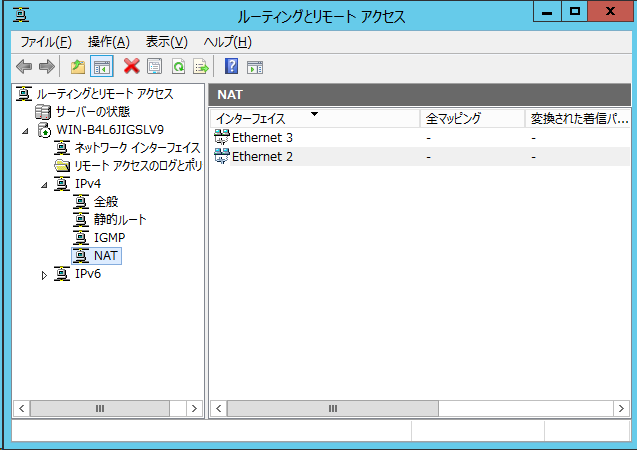 ルーティングとリモート アクセス
ファイル(F) 操作(A) 表示(V) ヘルプ(H)
ルーティングとリモート アクセス
サーバーの状態
WIN-B4L6JIGSLV9
ネットワーク インターフェイス
リモート アクセスのログとポリ
IPv4
全般
静的ルート
IGMP
NAT
IPv6
NAT
インターフェイス 全マッピング 変換された着信パ...
Ethernet 3 - -
Ethernet 2 - -